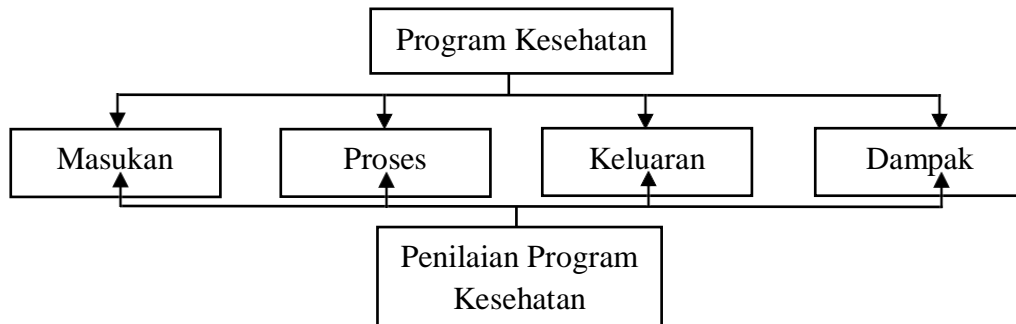 Program Kesehatan
Masukan
Proses
Keluaran
Dampak
Penilaian Program
Kesehatan